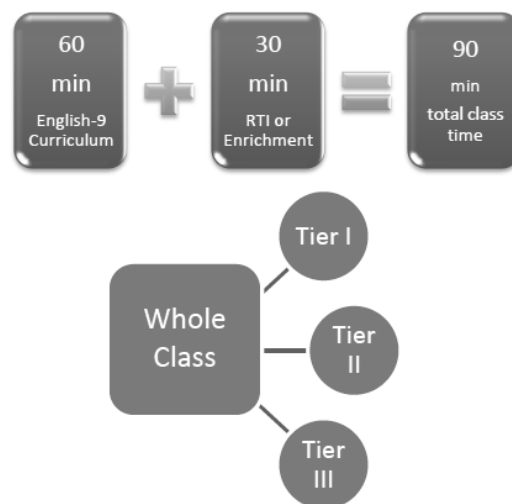 60
min
English-9
Curriculum
30
min
RTI or
Enrichment
90
min
total class
time
Whole
Class
Tier I
Tier
II
Tier
III